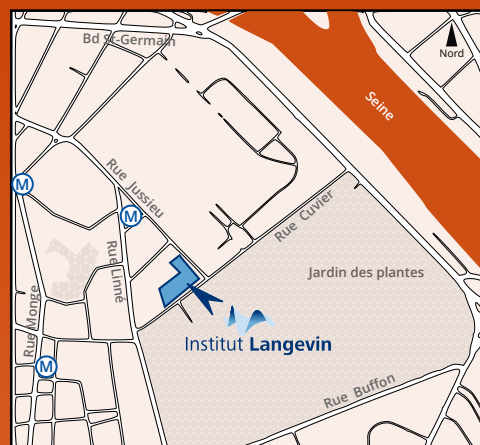 Bd St-Germain
Nord
Seine
Rue Jussieu
M
M
Rue Cuvier
Rue Linné
Jardin des plantes
Rue Monge
Institut Langevin
M
Rue Buffon